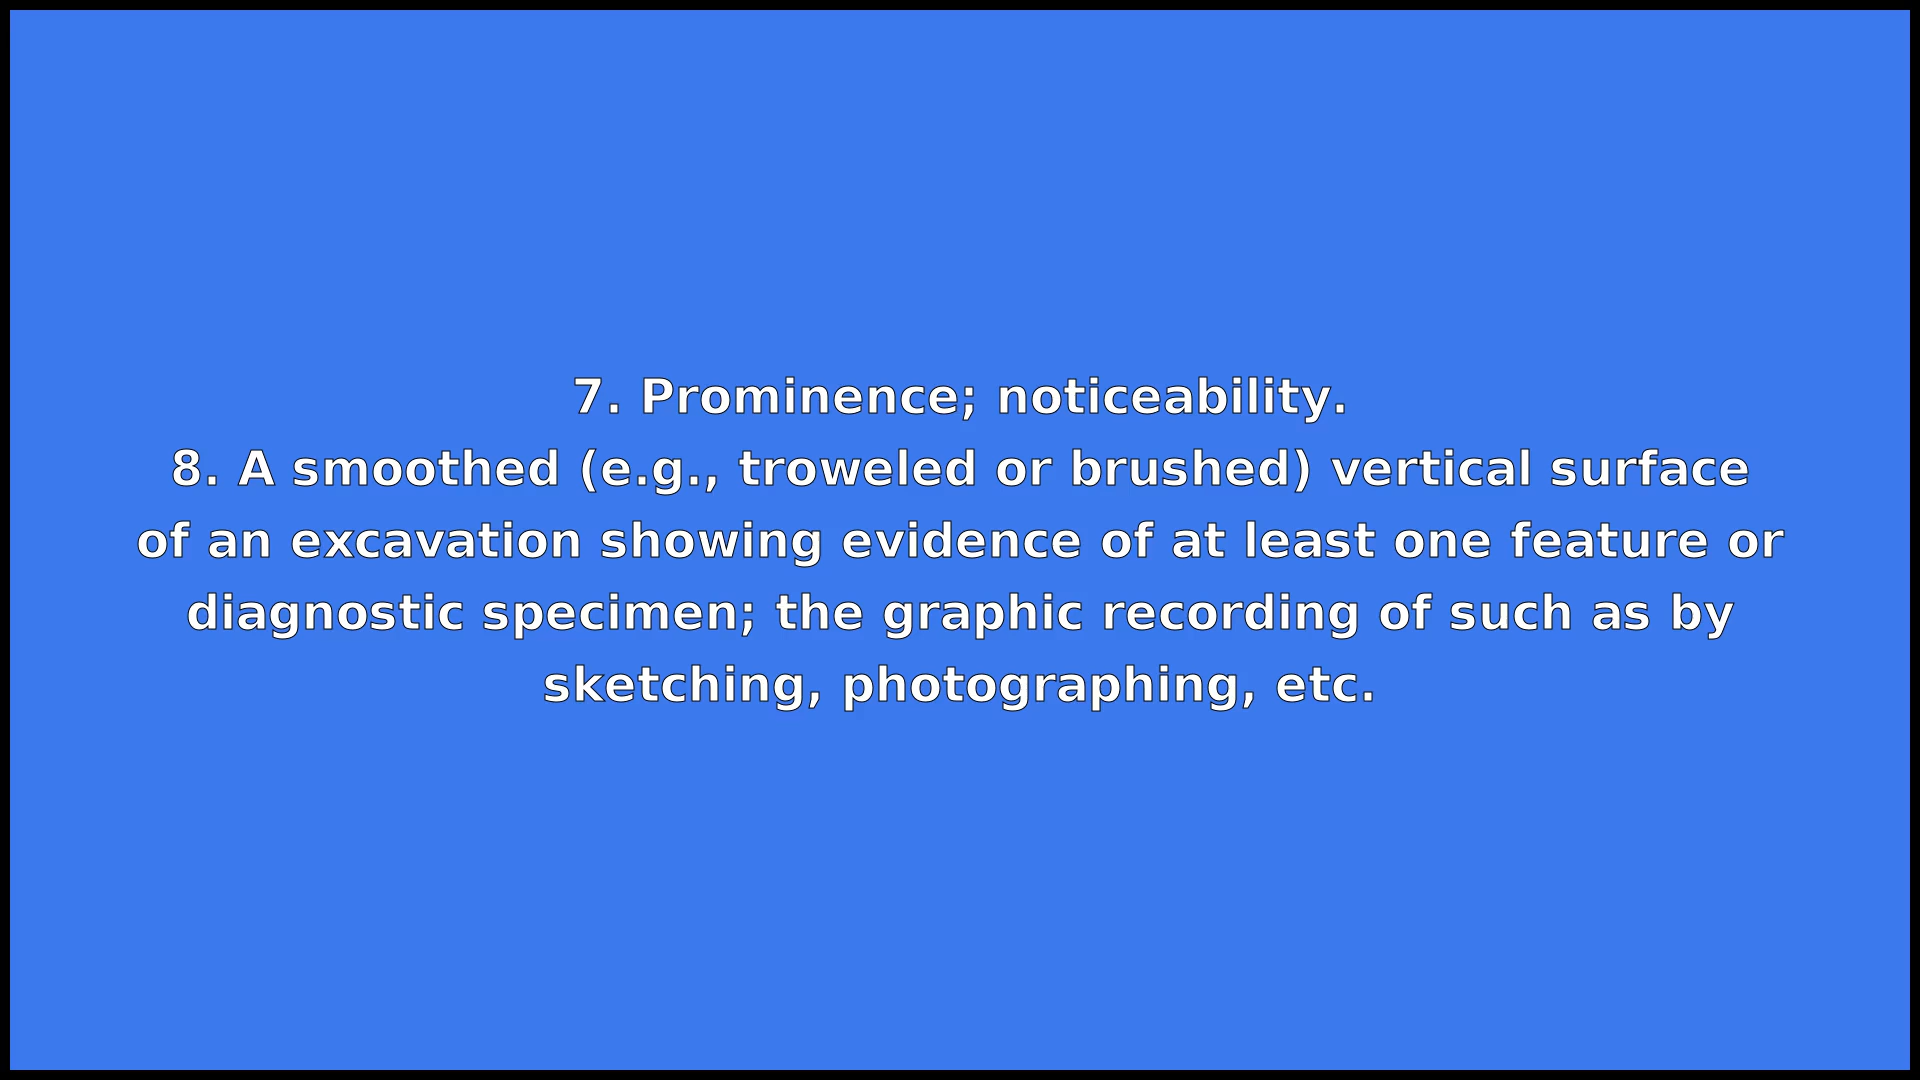 7. Prominence; noticeability.
8. A smoothed (e.g., troweled or brushed) vertical surface
of an excavation showing evidence of at least one feature or
diagnostic specimen; the graphic recording of such as by
sketching, photographing, etc.